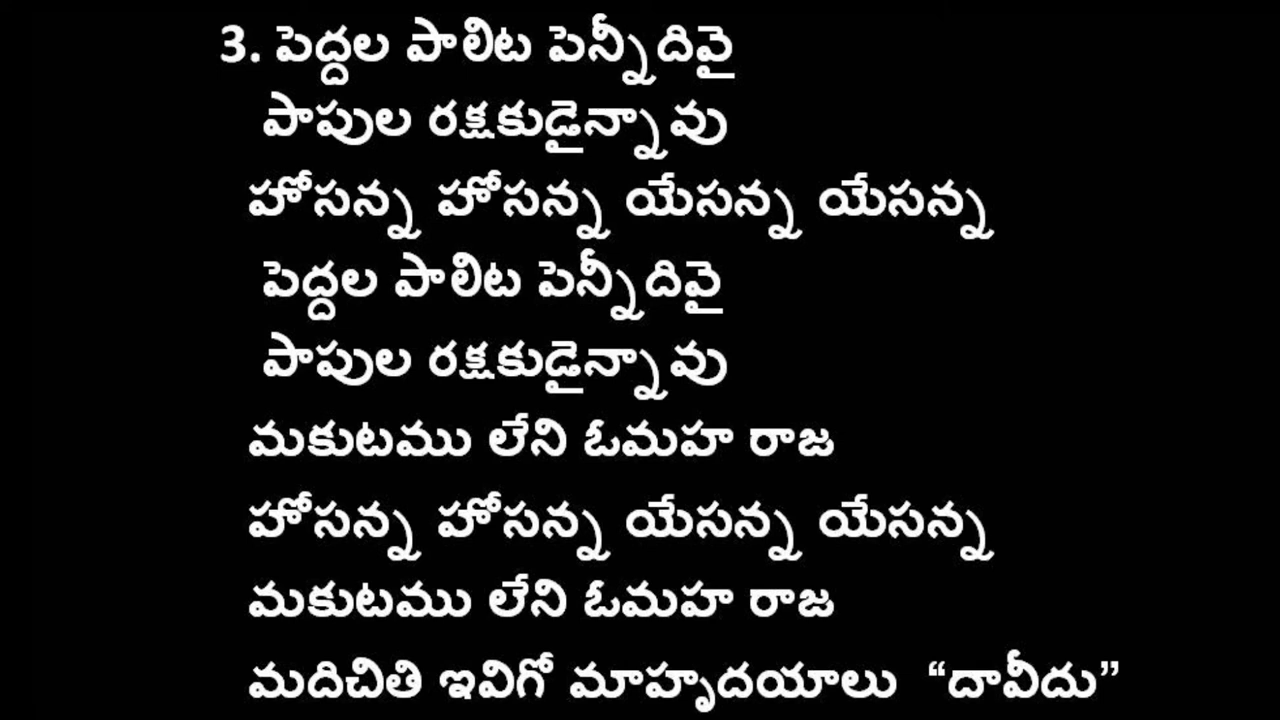 3. పెద్దల పాలిట పెన్నీదివై
పాపుల రక్షకుడైన్నావు
హోసన్న హోసన్న యేసన్న యేసన్న
పెద్దల పాలిట పెన్నీదివై
పాపుల రక్షకుడైన్నావు
మకుటము లేని ఓమహ రాజ
హోసన్న హోసన్న యేసన్న యేసన్న
మకుటము లేని ఓమహ రాజ
మదిచితి ఇవిగో మాహృదయాలు “దావీదు”